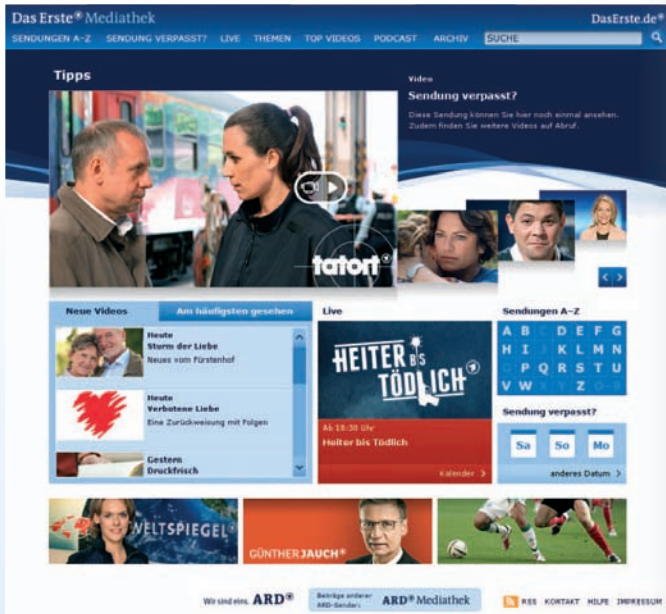 Das Erste Mediathek
DasErste.de
SENDUNGEN A–Z SENDUNG VERPASST? LIVE THEMEN TOP VIDEOS PODCAST ARCHIV SUCHE
Tipps
Video
Sendung verpasst?
Diese Sendung können Sie hier noch einmal ansehen.
Zudem finden Sie weitere Videos auf Abruf.
tatort
Neue Videos
Am häufigsten gesehen
Heute
Sturm der Liebe
Neues vom Fürstenhof
Heute
Verbotene Liebe
Eine Zurückweisung mit Folgen
Gestern
Druckfrisch
Live
HEITER BIS
TÖDLICH
Ab 18:30 Uhr
Heiter bis Tödlich
Kalender >
Sendungen A–Z
A B C D E F G
H I J K L M N
O P Q R S T U
V W X Y Z 0-9
Sendung verpasst?
Sa So Mo
anderes Datum >
WELTSPIEGEL
GÜNTHER JAUCH
Wir sind eins. ARD
Beiträge anderer
ARD-Sender:
ARD Mediathek
RSS KONTAKT HILFE IMPRESSUM